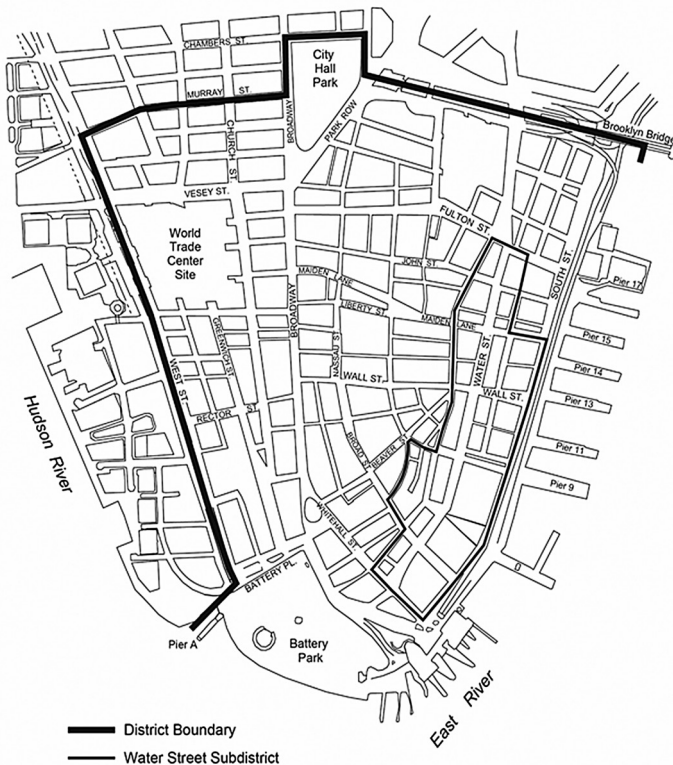 CHAMBERS ST.
City
Hall
Park
MURRAY ST.
BROADWAY
PARK ROW
Brooklyn Bridge
CHURCH ST.
VESEY ST.
FULTON ST.
World
Trade
Center
Site
JOHN ST.
SOUTH ST.
MAIDEN LANE
Pier 17
BROADWAY
LIBERTY ST
MAIDEN LANE
GREENWICH ST
NASSAU ST
WATER ST.
Pier 15
WEST ST.
WALL ST.
Pier 14
WALL ST.
Hudson River
RECTOR ST
Pier 13
BROAD ST
BEAVER ST.
Pier 11
Pier 9
WHITEHALL ST.
0
BATTERY PL.
Pier A
Battery
Park
East River
District Boundary
Water Street Subdistrict